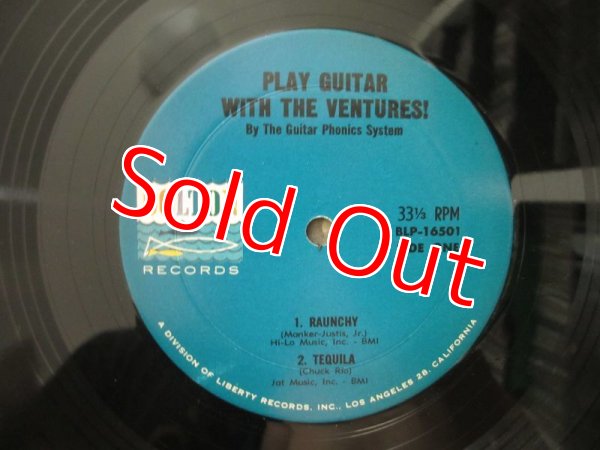 PLAY GUITAR
WITH THE VENTURES!
By The Guitar Phonics System
Sold Out
33⅓ RPM
BLP-16501
RECORDS
1. RAUNCHY
(Manker-Justis, Jr.)
Hi-Lo Music, Inc. - BMI
2. TEQUILA
(Chuck Rio)
Jat Music, Inc. - BMI
A DIVISION OF LIBERTY RECORDS, INC., LOS ANGELES 28, CALIFORNIA